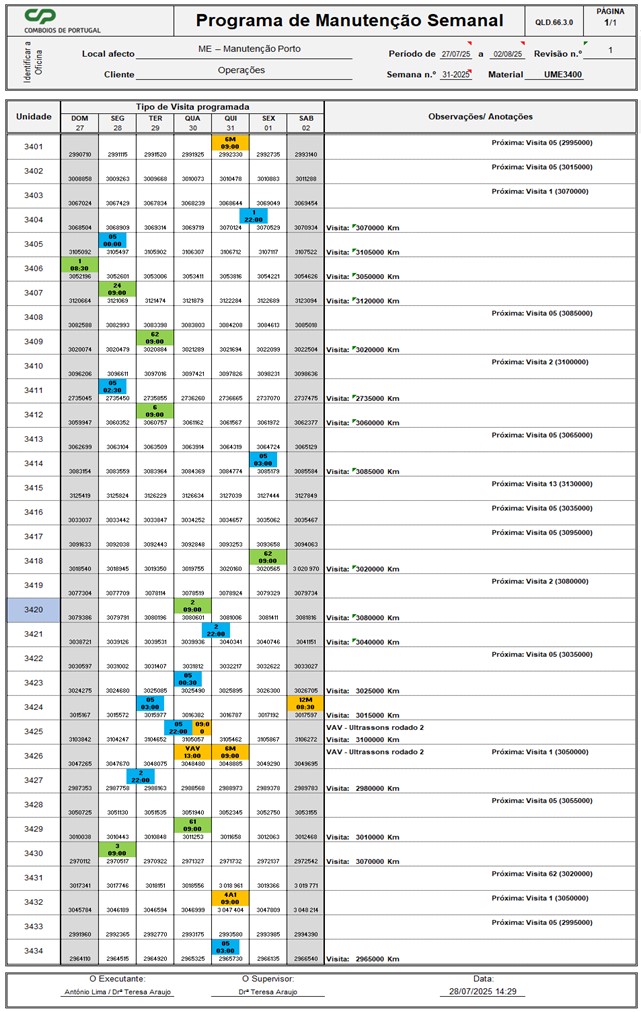 CP
COMBOIOS DE PORTUGAL
Programa de Manutenção Semanal
QLD.66.3.0
PÁGINA
1/1
Identificar a Oficina
Local afecto ME – Manutenção Porto
Período de 27/07/25 a 02/08/25 Revisão n.º 1
Cliente Operações
Semana n.º 31-2025 Material UME3400
Unidade Tipo de Visita programada Observações/ Anotações
DOM SEG TER QUA QUI SEX SAB
27 28 29 30 31 01 02
3401 6M 09:00 Próxima: Visita 05 (2995000)
2990710 2991115 2991520 2991925 2992330 2992735 2993140
3402 Próxima: Visita 05 (3015000)
3008858 3009263 3009668 3010073 3010478 3010883 3011288
3403 Próxima: Visita 1 (3070000)
3067024 3067429 3067834 3068239 3068644 3069049 3069454
3404 1 22:00
3068504 3068909 3069314 3069719 3070124 3070529 3070934 Visita: 3070000 Km
3405 05 00:00
3105092 3105497 3105902 3106307 3106712 3107117 3107522 Visita: 3105000 Km
3406 1 08:30
3052196 3052601 3053006 3053411 3053816 3054221 3054626 Visita: 3050000 Km
3407 24 09:00
3120664 3121069 3121474 3121879 3122284 3122689 3123094 Visita: 3120000 Km
3408 Próxima: Visita 05 (3085000)
3082588 3082993 3083398 3083803 3084208 3084613 3085018
3409 62 09:00
3020074 3020479 3020884 3021289 3021694 3022099 3022504 Visita: 3020000 Km
3410 Próxima: Visita 2 (3100000)
3096206 3096611 3097016 3097421 3097826 3098231 3098636
3411 05 02:30
2735045 2735450 2735855 2736260 2736665 2737070 2737475 Visita: 2735000 Km
3412 6 09:00
3059947 3060352 3060757 3061162 3061567 3061972 3062377 Visita: 3060000 Km
3413 Próxima: Visita 05 (3065000)
3062699 3063104 3063509 3063914 3064319 3064724 3065129
3414 05 03:00
3083154 3083559 3083964 3084369 3084774 3085179 3085584 Visita: 3085000 Km
3415 Próxima: Visita 13 (3130000)
3125419 3125824 3126229 3126634 3127039 3127444 3127849
3416 Próxima: Visita 05 (3035000)
3033037 3033442 3033847 3034252 3034657 3035062 3035467
3417 Próxima: Visita 05 (3095000)
3091633 3092038 3092443 3092848 3093253 3093658 3094063
3418 62 09:00
3018540 3018945 3019350 3019755 3020160 3020565 3 020 970 Visita: 3020000 Km
3419 Próxima: Visita 2 (3080000)
3077304 3077709 3078114 3078519 3078924 3079329 3079734
3420 2 09:00
3079386 3079791 3080196 3080601 3081006 3081411 3081816 Visita: 3080000 Km
3421 2 22:00
3038721 3039126 3039531 3039936 3040341 3040746 3041151 Visita: 3040000 Km
3422 Próxima: Visita 05 (3035000)
3030597 3031002 3031407 3031812 3032217 3032622 3033027
3423 05 00:30
3024275 3024680 3025085 3025490 3025895 3026300 3026705 Visita: 3025000 Km
3424 05 03:00 12M 08:30
3015167 3015572 3015977 3016382 3016787 3017192 3017597 Visita: 3015000 Km
3425 05 22:00 09:00 VAV - Ultrassons rodado 2
3103842 3104247 3104652 3105057 3105462 3105867 3106272 Visita: 3100000 Km
3426 VAV 13:00 6M 09:00 VAV - Ultrassons rodado 2 Próxima: Visita 1 (3050000)
3047265 3047670 3048075 3048480 3048885 3049290 3049695
3427 2 22:00
2987353 2987758 2988163 2988568 2988973 2989378 2989783 Visita: 2980000 Km
3428 Próxima: Visita 05 (3055000)
3050725 3051130 3051535 3051940 3052345 3052750 3053155
3429 61 09:00
3010038 3010443 3010848 3011253 3011658 3012063 3012468 Visita: 3010000 Km
3430 3 09:00
2970112 2970517 2970922 2971327 2971732 2972137 2972542 Visita: 3070000 Km
3431 Próxima: Visita 62 (3020000)
3017341 3017746 3018151 3018556 3 018 961 3019366 3 019 771
3432 4A1 09:00 Próxima: Visita 1 (3050000)
3045784 3046189 3046594 3046999 3 047 404 3047809 3 048 214
3433 Próxima: Visita 05 (2995000)
2991960 2992365 2992770 2993175 2993580 2993985 2994390
3434 05 03:00
2964110 2964515 2964920 2965325 2965730 2966135 2966540 Visita: 2965000 Km
O Executante: O Supervisor: Data:
António Lima / Drª Teresa Araujo Drª Teresa Araujo 28/07/2025 14:29